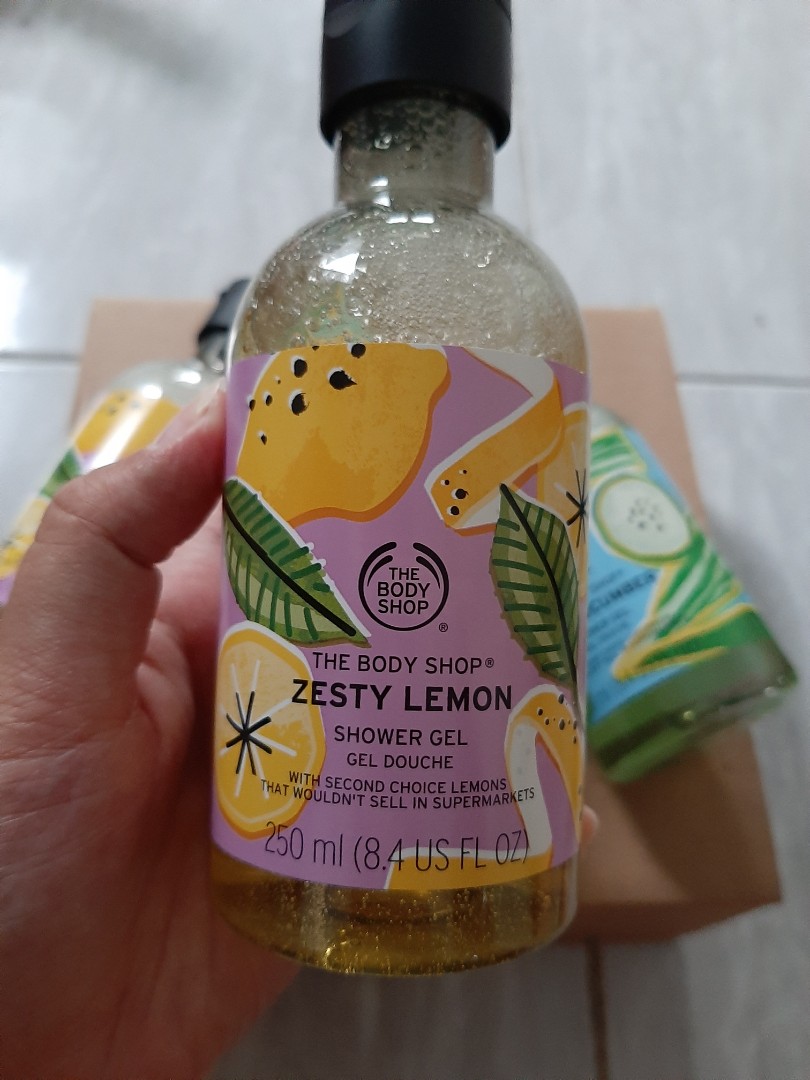 THE
BODY
SHOP
®
THE BODY SHOP®
ZESTY LEMON
SHOWER GEL
GEL DOUCHE
WITH SECOND CHOICE LEMONS
THAT WOULDN'T SELL IN SUPERMARKETS
250 ml (8.4 US FL OZ)